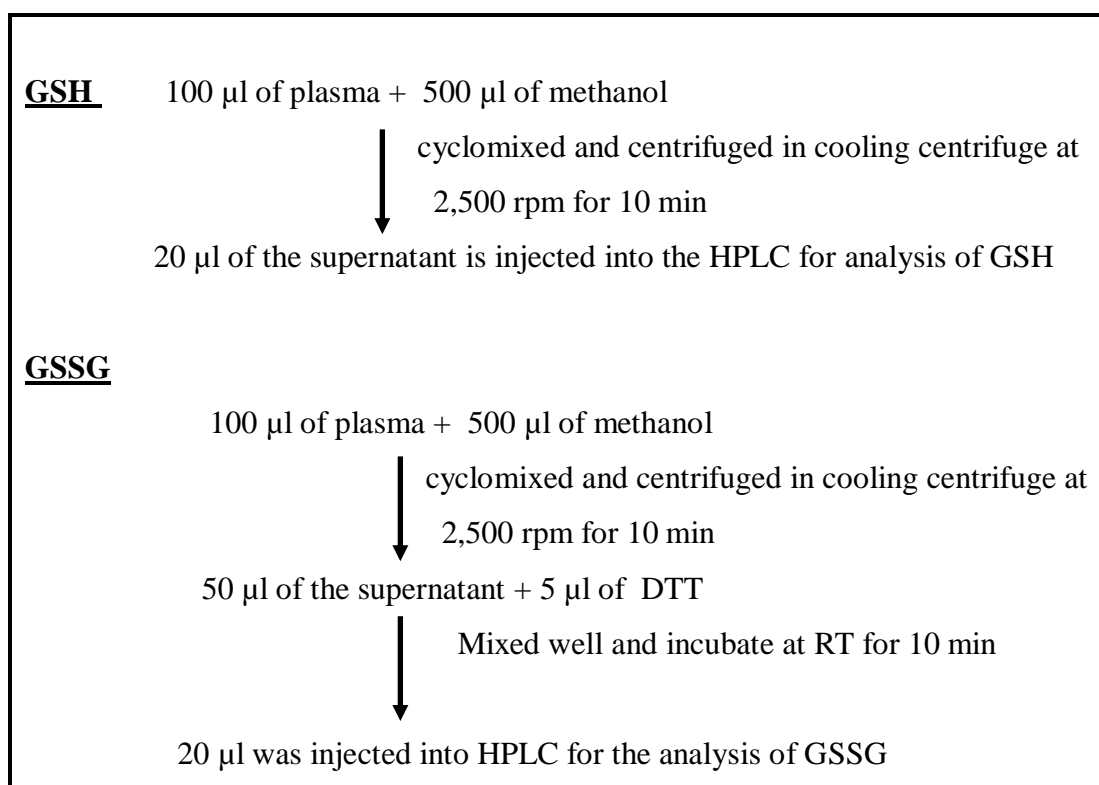 GSH 100 µl of plasma + 500 µl of methanol
cyclomixed and centrifuged in cooling centrifuge at
2,500 rpm for 10 min
20 µl of the supernatant is injected into the HPLC for analysis of GSH
GSSG
100 µl of plasma + 500 µl of methanol
cyclomixed and centrifuged in cooling centrifuge at
2,500 rpm for 10 min
50 µl of the supernatant + 5 µl of DTT
Mixed well and incubate at RT for 10 min
20 µl was injected into HPLC for the analysis of GSSG